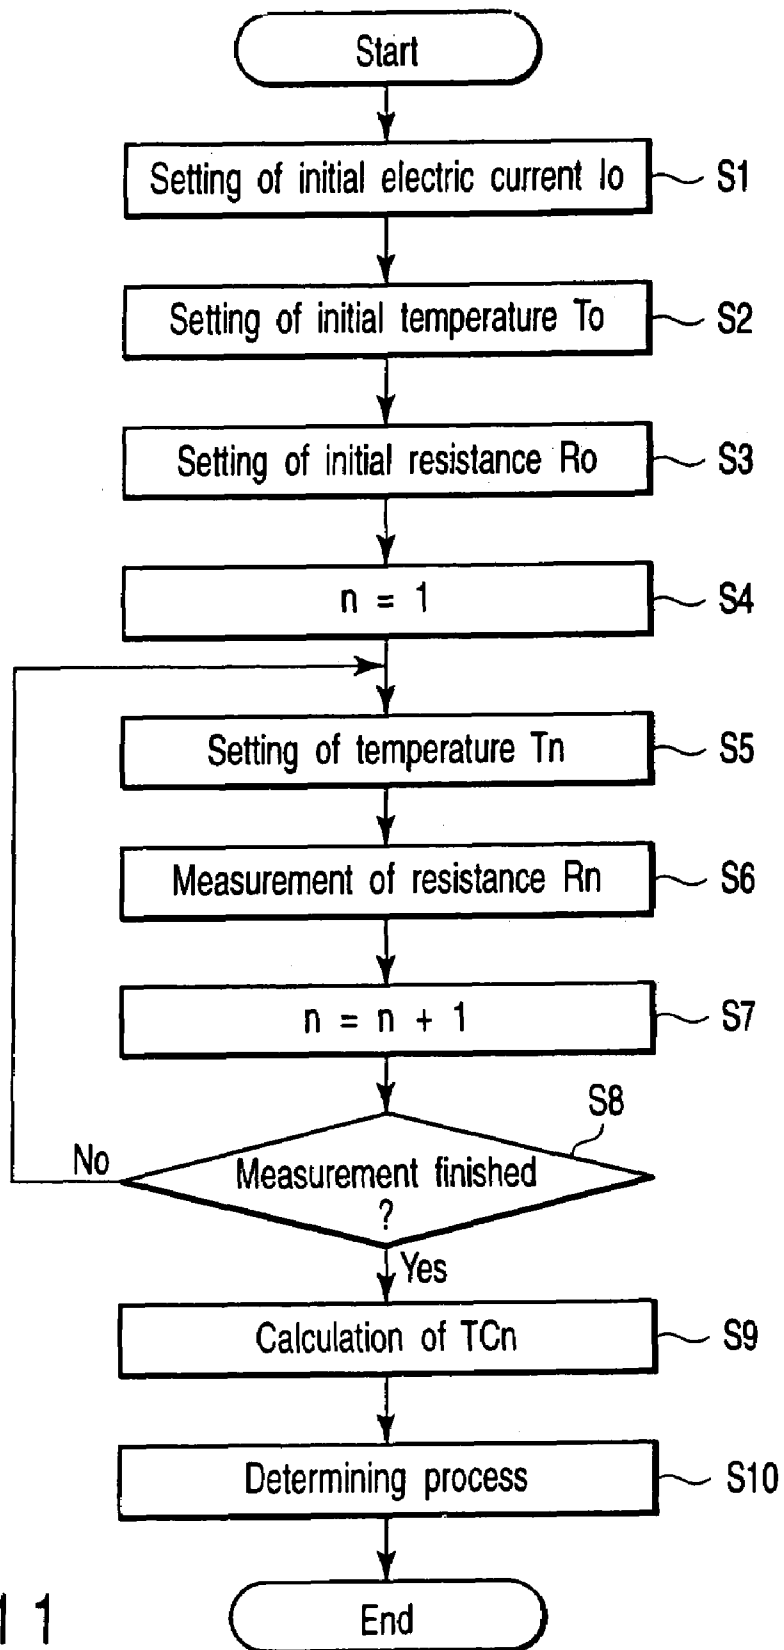 Start
Setting of initial electric current Io
S1
Setting of initial temperature To
S2
Setting of initial resistance Ro
S3
n = 1
S4
Setting of temperature Tn
S5
Measurement of resistance Rn
S6
n = n + 1
S7
S8
No
Measurement finished
?
Yes
Calculation of TCn
S9
Determining process
S10
End
11